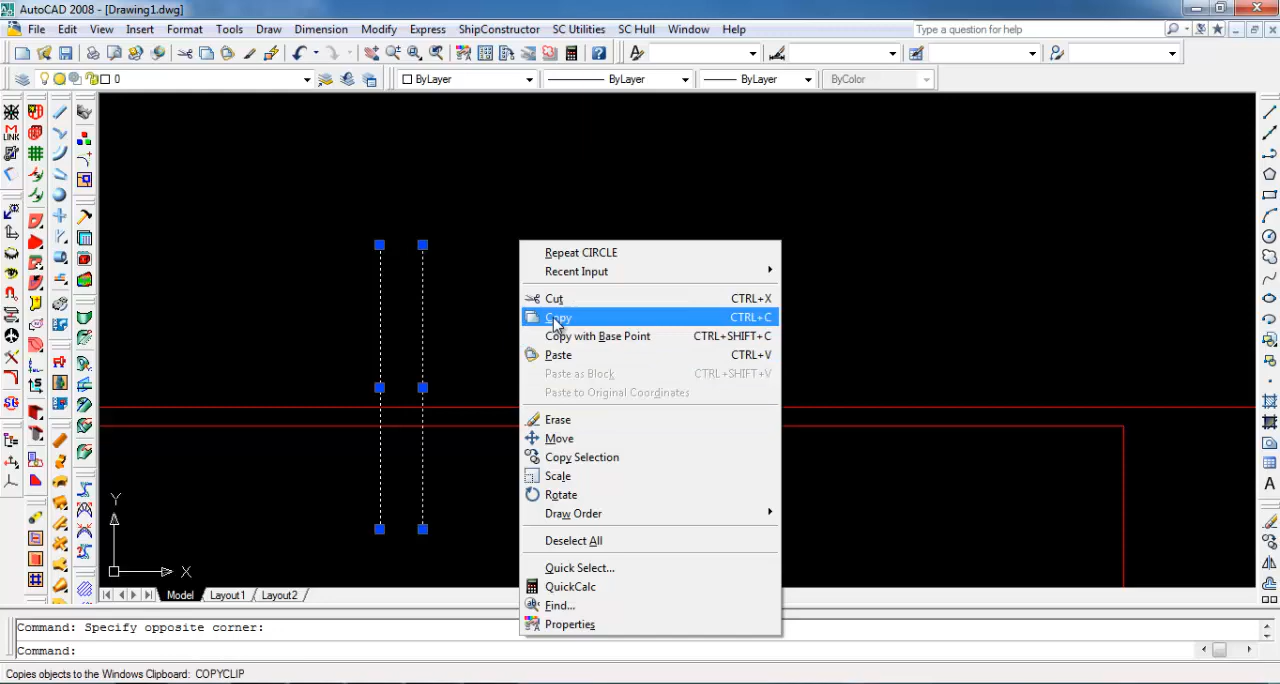 AutoCAD 2008 - [Drawing1.dwg]
File Edit View Insert Format Tools Draw Dimension Modify Express ShipConstructor SC Utilities SC Hull Window Help Type a question for help
0 ByLayer ByLayer ByLayer ByColor
M
LINK
Repeat CIRCLE
Recent Input
Cut CTRL+X
Copy CTRL+C
Copy with Base Point CTRL+SHIFT+C
Paste CTRL+V
Paste as Block CTRL+SHIFT+V
Paste to Original Coordinates
Erase
Move
Copy Selection
Scale
Rotate
Draw Order
Deselect All
Quick Select...
QuickCalc
Find...
Properties
Y
X
Model Layout1 Layout2
Command: Specify opposite corner:
Command:
Copies objects to the Windows Clipboard: COPYCLIP